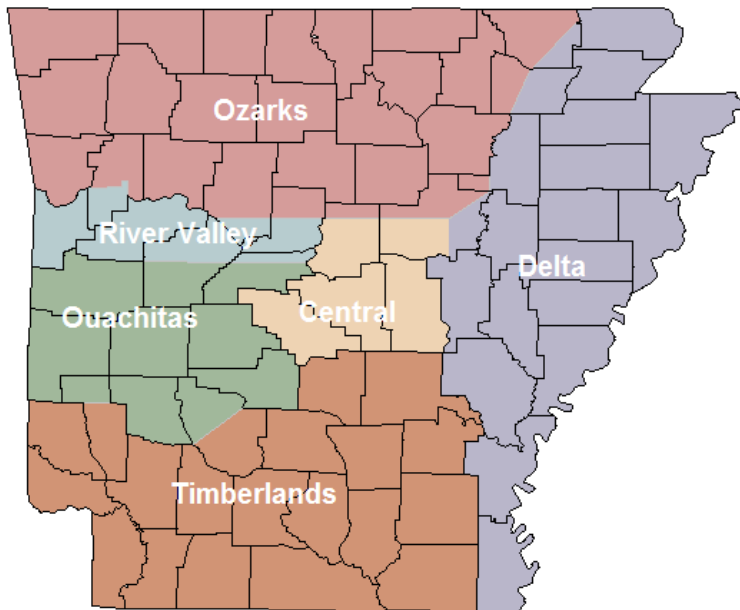 Ozarks
River Valley
Delta
Ouachitas
Central
Timberlands